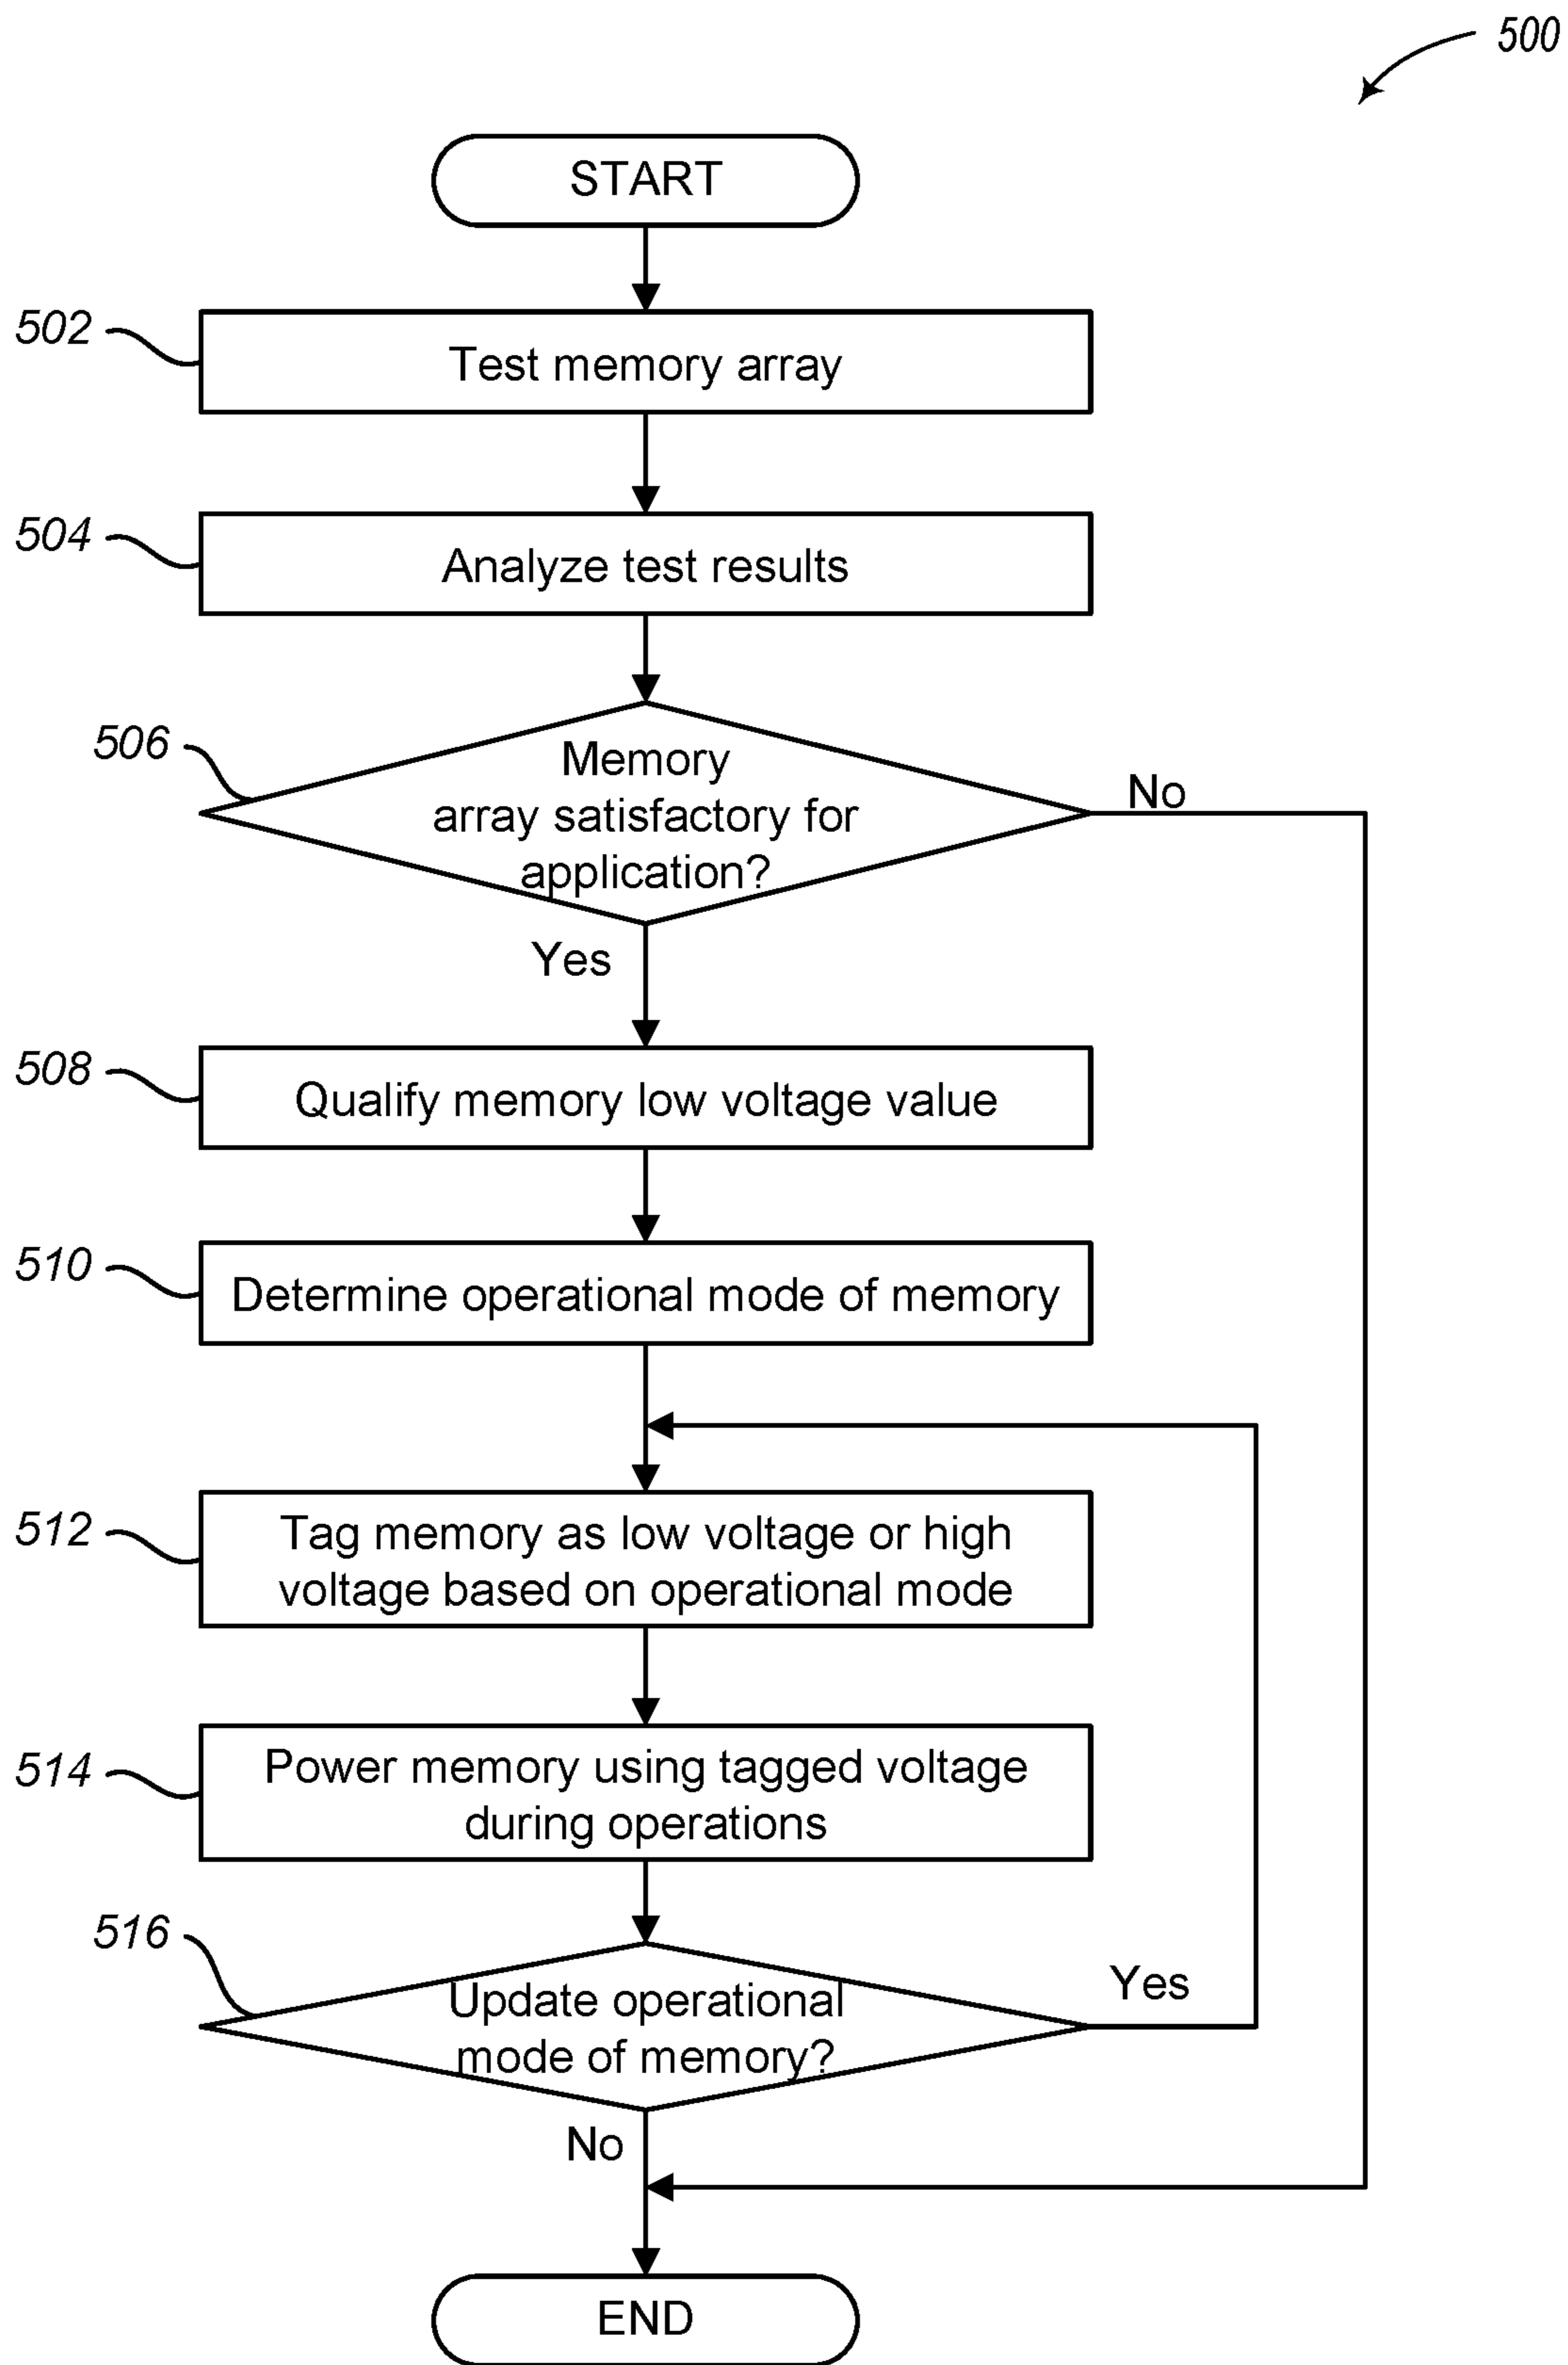 500
START
502
Test memory array
504
Analyze test results
506
Memory
array satisfactory for
application?
No
Yes
508
Qualify memory low voltage value
510
Determine operational mode of memory
512
Tag memory as low voltage or high
voltage based on operational mode
514
Power memory using tagged voltage
during operations
516
Update operational
mode of memory?
Yes
No
END